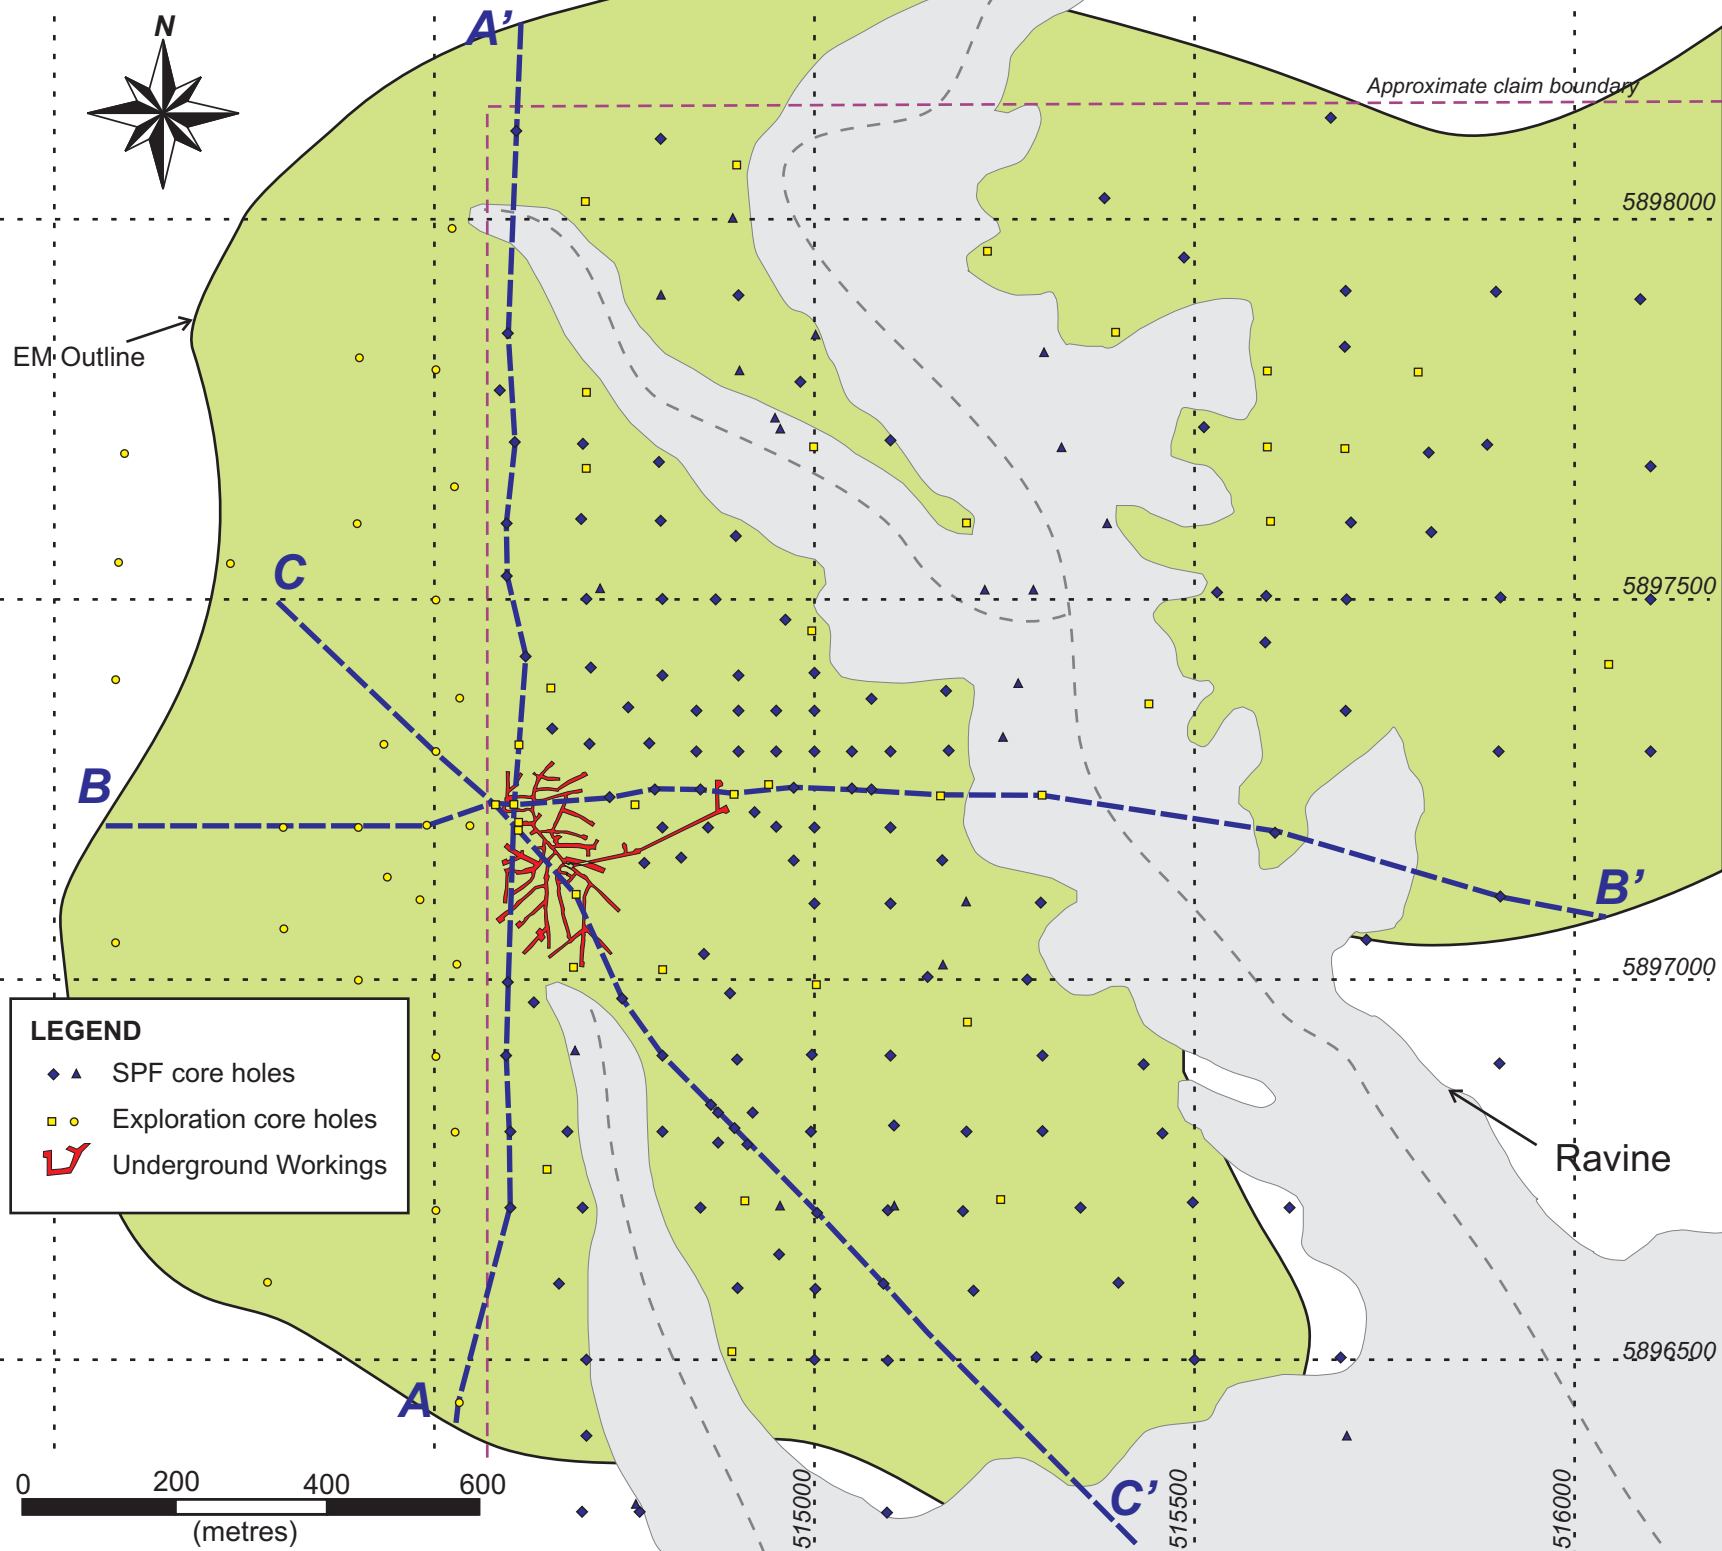 N
A’
Approximate claim boundary
5898000
EM Outline
C
5897500
B
B’
5897000
LEGEND
SPF core holes
Exploration core holes
Underground Workings
Ravine
5896500
A
C’
0 200 400 600
(metres)
515000
515500
516000